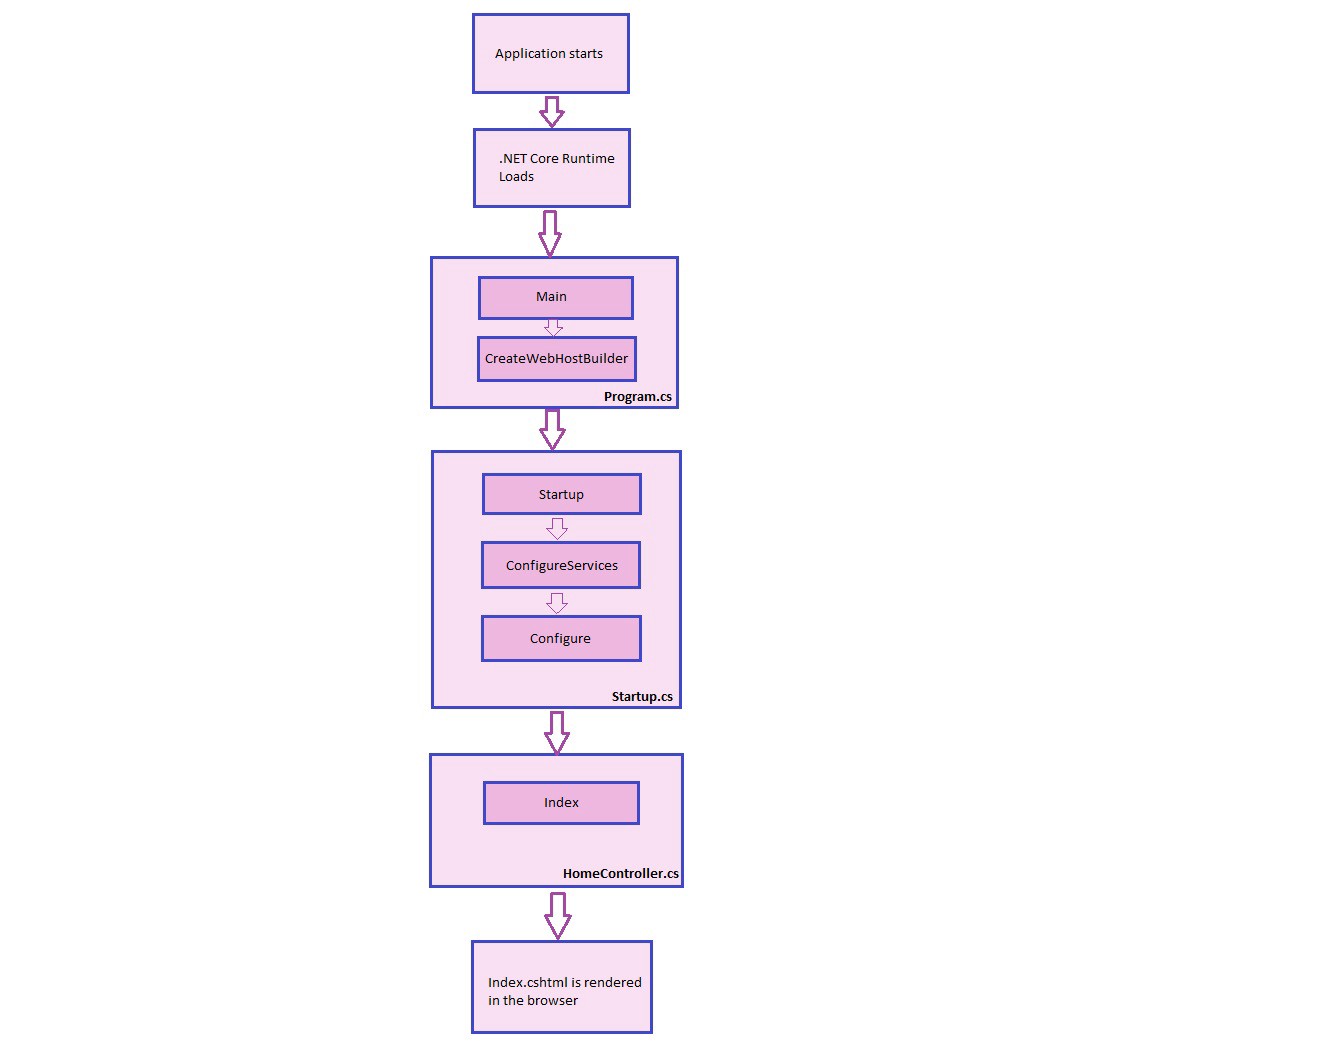 Application starts
.NET Core Runtime
Loads
Main
CreateWebHostBuilder
Program.cs
Startup
ConfigureServices
Configure
Startup.cs
Index
HomeController.cs
Index.cshtml is rendered
in the browser